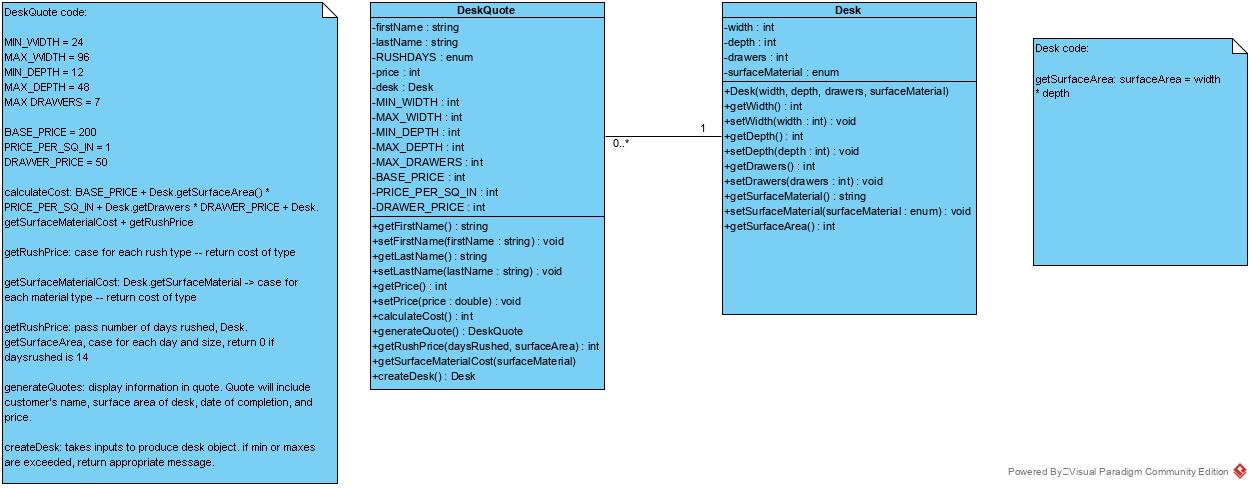 DeskQuote code:
MIN_WIDTH = 24
MAX_WIDTH = 96
MIN_DEPTH = 12
MAX_DEPTH = 48
MAX DRAWERS = 7
BASE_PRICE = 200
PRICE_PER_SQ_IN = 1
DRAWER_PRICE = 50
calculateCost: BASE_PRICE + Desk.getSurfaceArea() *
PRICE_PER_SQ_IN + Desk.getDrawers * DRAWER_PRICE + Desk.
getSurfaceMaterialCost + getRushPrice
getRushPrice: case for each rush type -- return cost of type
getSurfaceMaterialCost: Desk.getSurfaceMaterial -> case for
each material type -- return cost of type
getRushPrice: pass number of days rushed, Desk.
getSurfaceArea, case for each day and size, return 0 if
daysrushed is 14
generateQuotes: display information in quote. Quote will include
customer's name, surface area of desk, date of completion, and
price.
createDesk: takes inputs to produce desk object. if min or maxes
are exceeded, return appropriate message.
DeskQuote
-firstName : string
-lastName : string
-RUSHDAYS : enum
-price : int
-desk : Desk
-MIN_WIDTH : int
-MAX_WIDTH : int
-MIN_DEPTH : int
-MAX_DEPTH : int
-MAX_DRAWERS : int
-BASE_PRICE : int
-PRICE_PER_SQ_IN : int
-DRAWER_PRICE : int
+getFirstName() : string
+setFirstName(firstName : string) : void
+getLastName() : string
+setLastName(lastName : string) : void
+getPrice() : int
+setPrice(price : double) : void
+calculateCost() : int
+generateQuote() : DeskQuote
+getRushPrice(daysRushed, surfaceArea) : int
+getSurfaceMaterialCost(surfaceMaterial)
+createDesk() : Desk
0..*
1
Desk
-width : int
-depth : int
-drawers : int
-surfaceMaterial : enum
+Desk(width, depth, drawers, surfaceMaterial)
+getWidth() : int
+setWidth(width : int) : void
+getDepth() : int
+setDepth(depth : int) : void
+getDrawers() : int
+setDrawers(drawers : int) : void
+getSurfaceMaterial() : string
+setSurfaceMaterial(surfaceMaterial : enum) : void
+getSurfaceArea() : int
Desk code:
getSurfaceArea: surfaceArea = width
* depth
Powered By Visual Paradigm Community Edition